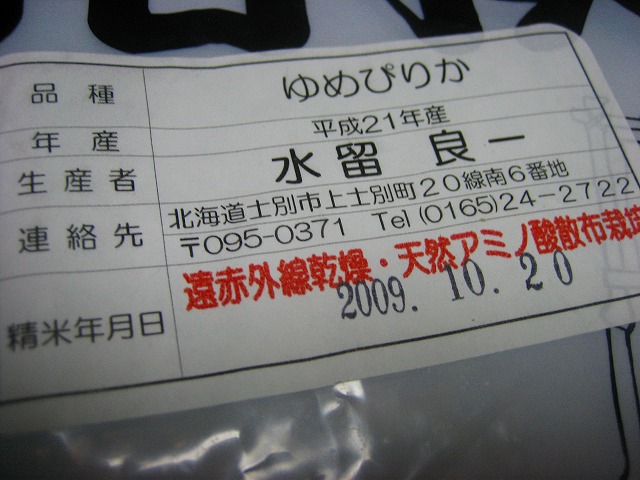 品種 ゆめぴりか
年産 平成21年産
生産者 水留 良一
連絡先 北海道士別市上士別町20線南6番地
〒095-0371 Tel (0165)24-2722
遠赤外線乾燥・天然アミノ酸散布栽培
精米年月日 2009. 10. 20